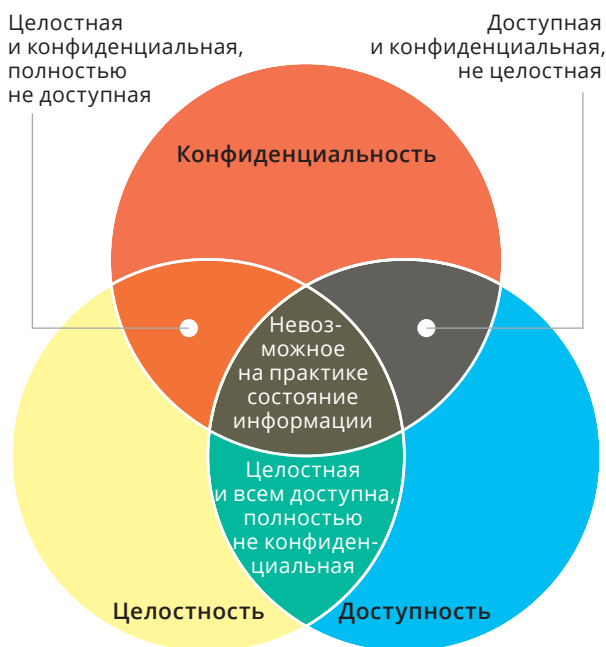 Целостная
и конфиденциальная,
полностью
не доступная
Доступная
и конфиденциальная,
не целостная
Конфиденциальность
Невоз-
можное
на практике
состояние
информации
Целостная
и всем доступна,
полностью
не конфиден-
циальная
Целостность
Доступность